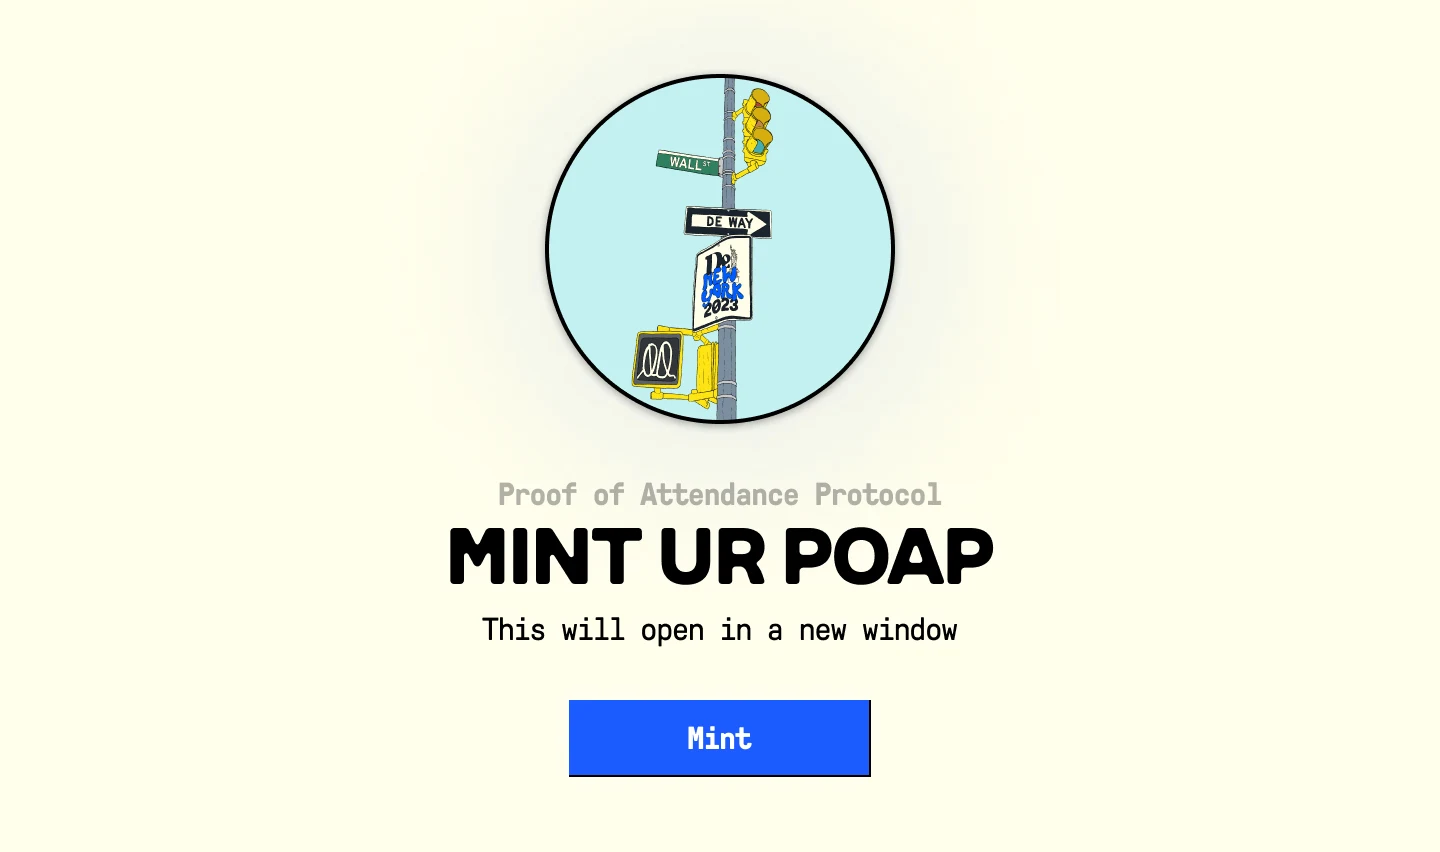 WALL ST
DE WAY
De
NEW
YORK
2023
Proof of Attendance Protocol
MINT UR POAP
This will open in a new window
Mint